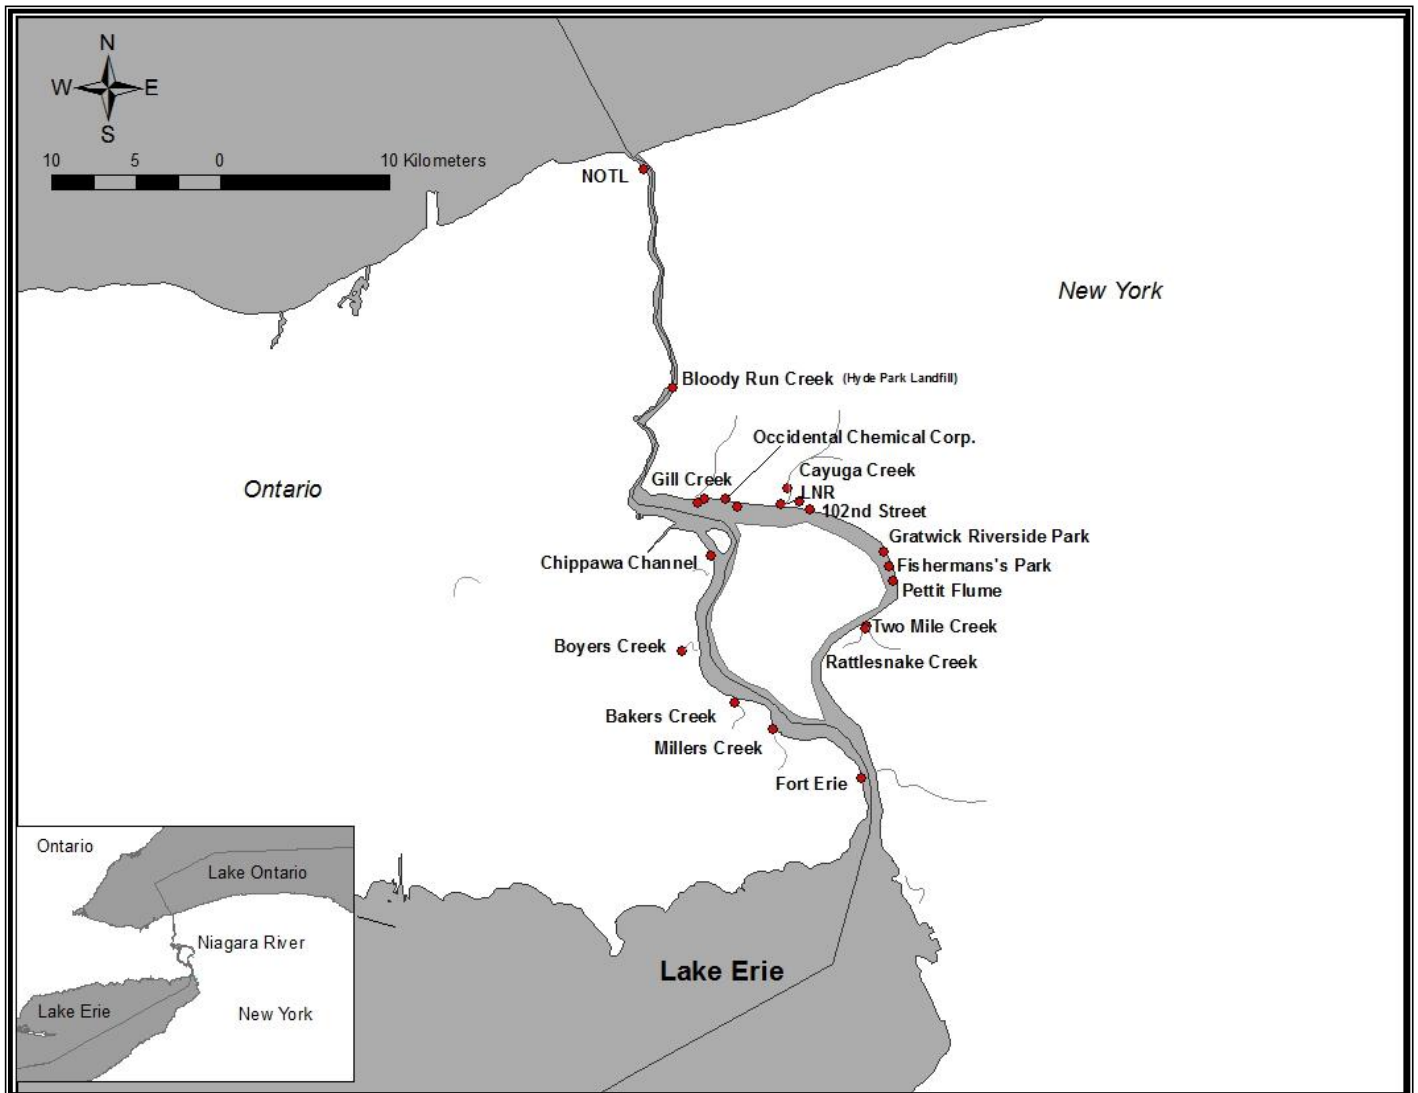 N
W E
S
10 5 0 10 Kilometers
NOTL
New York
Bloody Run Creek (Hyde Park Landfill)
Occidental Chemical Corp.
Cayuga Creek
Gill Creek
LNR
Ontario
102nd Street
Gratwick Riverside Park
Chippawa Channel
Fishermans's Park
Pettit Flume
Two Mile Creek
Boyers Creek
Rattlesnake Creek
Bakers Creek
Millers Creek
Fort Erie
Lake Erie
Ontario
Lake Ontario
Niagara River
Lake Erie
New York